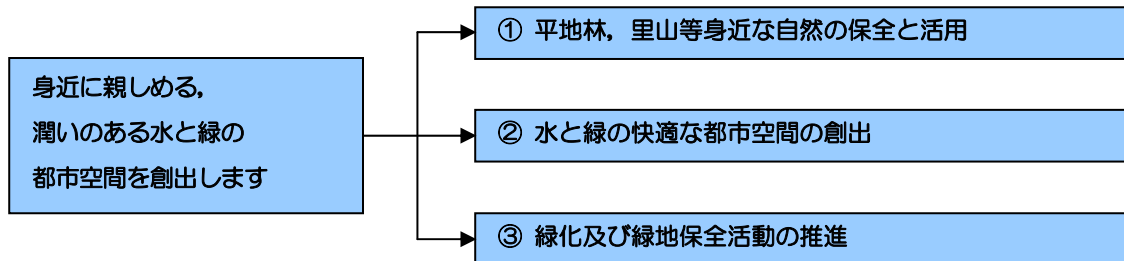 身近に親しめる，
潤いのある水と緑の
都市空間を創出します
① 平地林，里山等身近な自然の保全と活用
② 水と緑の快適な都市空間の創出
③ 緑化及び緑地保全活動の推進